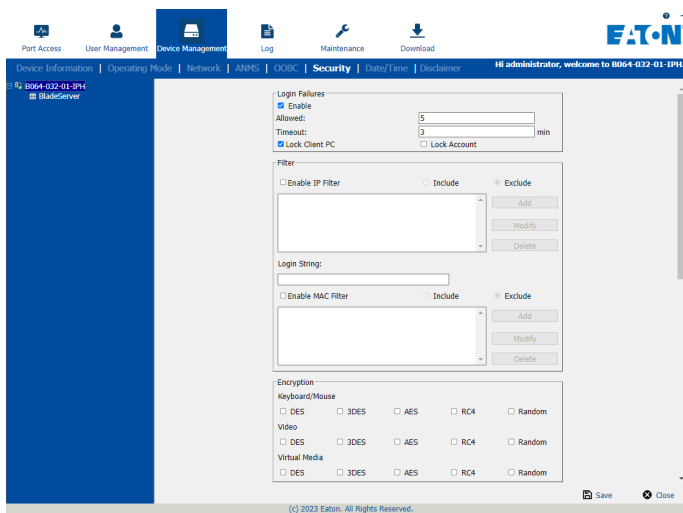 EATON
Port Access User Management Device Management Log Maintenance Download
Device Information | Operating Mode | Network | ANMS | OOBC | Security | Date/Time | Disclaimer
Hi administrator, welcome to B064-032-01-IPH
B064-032-01-IPH
BladeServer
Login Failures
Enable
Allowed: 5
Timeout: 3 min
Lock Client PC Lock Account
Filter
Enable IP Filter Include Exclude
Add
Modify
Delete
Login String:
Enable MAC Filter Include Exclude
Add
Modify
Delete
Encryption
Keyboard/Mouse
DES 3DES AES RC4 Random
Video
DES 3DES AES RC4 Random
Virtual Media
DES 3DES AES RC4 Random
Save Close
(c) 2023 Eaton. All Rights Reserved.